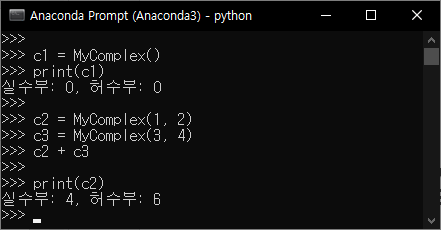 Anaconda Prompt (Anaconda3) - python
>>>
>>> c1 = MyComplex()
>>> print(c1)
실수부: 0, 허수부: 0
>>>
>>> c2 = MyComplex(1, 2)
>>> c3 = MyComplex(3, 4)
>>> c2 + c3
>>>
>>> print(c2)
실수부: 4, 허수부: 6
>>>